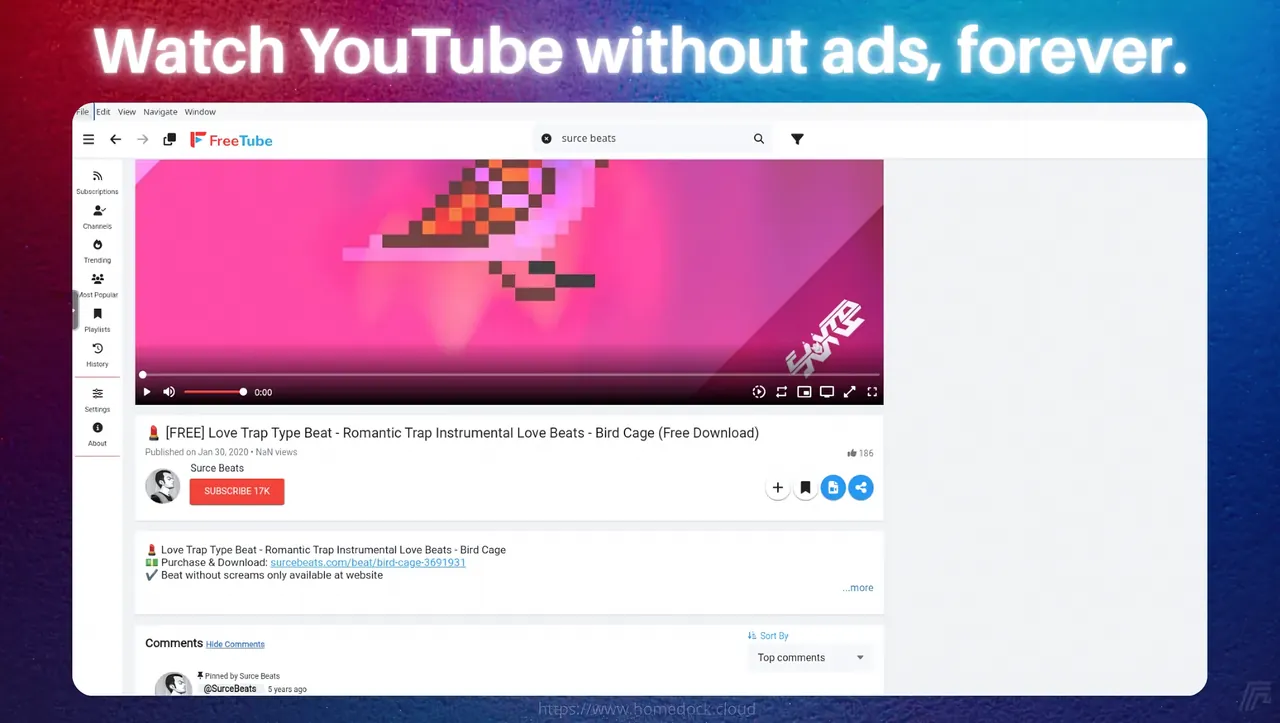 Watch YouTube without ads, forever.
File Edit View Navigate Window
FreeTube
surce beats
Subscriptions
Channels
Trending
Most Popular
Playlists
History
Settings
About
0:00
💄 [FREE] Love Trap Type Beat - Romantic Trap Instrumental Love Beats - Bird Cage (Free Download)
Published on Jan 30, 2020 • NaN views
186
Surce Beats
SUBSCRIBE 17K
💄 Love Trap Type Beat - Romantic Trap Instrumental Love Beats - Bird Cage
💵 Purchase & Download: surcebeats.com/beat/bird-cage-3691931
✔️ Beat without screams only available at website
...more
Comments Hide Comments
Sort By
Top comments
Pinned by Surce Beats
@SurceBeats 5 years ago
https://www.homedock.cloud